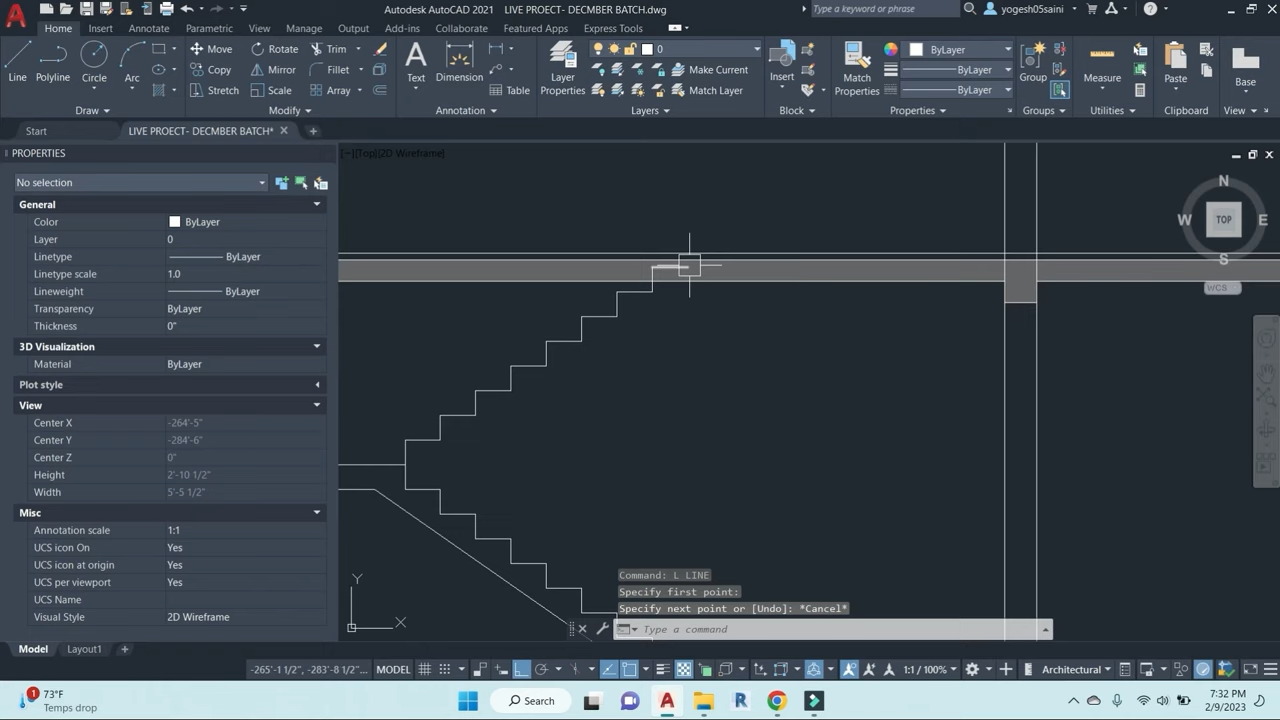 Autodesk AutoCAD 2021 LIVE PROECT- DECMBER BATCH.dwg
Type a keyword or phrase
yogesh05saini
Home Insert Annotate Parametric View Manage Output Add-ins Collaborate Featured Apps Express Tools
Move Rotate Trim
0
ByLayer
Copy Mirror Fillet
Make Current
ByLayer
Line Polyline Circle Arc
Text Dimension
Layer Properties
Insert
Match Properties
Group
Measure
Paste
Base
Stretch Scale Array
Table
Match Layer
ByLayer
Draw Modify Annotation Layers Block Properties Groups Utilities Clipboard View
Start LIVE PROECT- DECMBER BATCH*
PROPERTIES
[−][Top][2D Wireframe]
No selection
General
Color ByLayer
Layer 0
Linetype ByLayer
Linetype scale 1.0
Lineweight ByLayer
Transparency ByLayer
Thickness 0"
3D Visualization
Material ByLayer
Plot style
View
Center X -264'-5"
Center Y -284'-6"
Center Z 0"
Height 2'-10 1/2"
Width 5'-5 1/2"
Misc
Annotation scale 1:1
UCS icon On Yes
UCS icon at origin Yes
UCS per viewport Yes
UCS Name
Visual Style 2D Wireframe
N
W TOP E
S
WCS
Y
X
Command: L LINE
Specify first point:
Specify next point or [Undo]: *Cancel*
Type a command
Model Layout1
-265'-1 1/2", -283'-8 1/2"... MODEL
1:1 / 100%
Architectural
1
73°F
Temps drop
Search
7:32 PM
2/9/2023